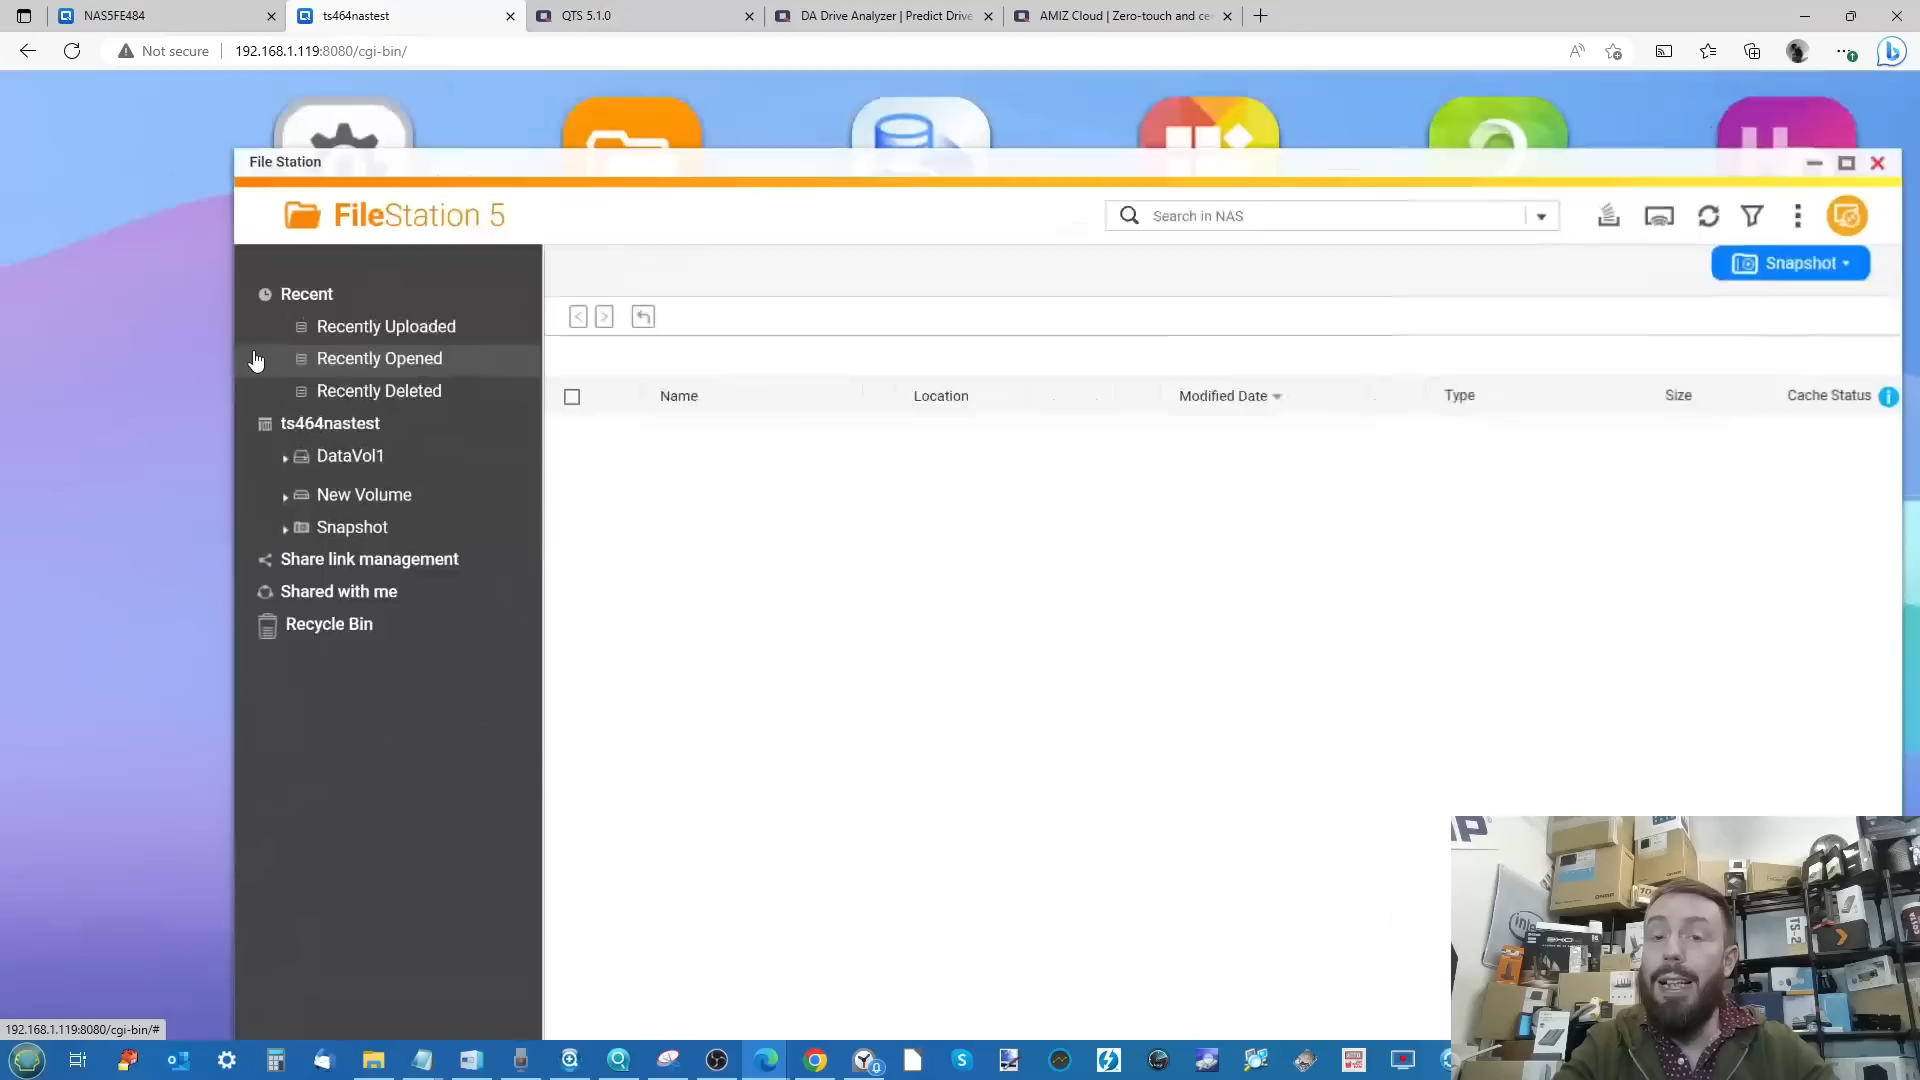 NAS5FE484
ts464nastest
QTS 5.1.0
DA Drive Analyzer | Predict Drive
AMIZ Cloud | Zero-touch and ce
Not secure
192.168.1.119:8080/cgi-bin/
File Station
FileStation 5
Search in NAS
Snapshot
Recent
Recently Uploaded
Recently Opened
Recently Deleted
ts464nastest
DataVol1
New Volume
Snapshot
Share link management
Shared with me
Recycle Bin
Name
Location
Modified Date
Type
Size
Cache Status
intel
192.168.1.119:8080/cgi-bin/#